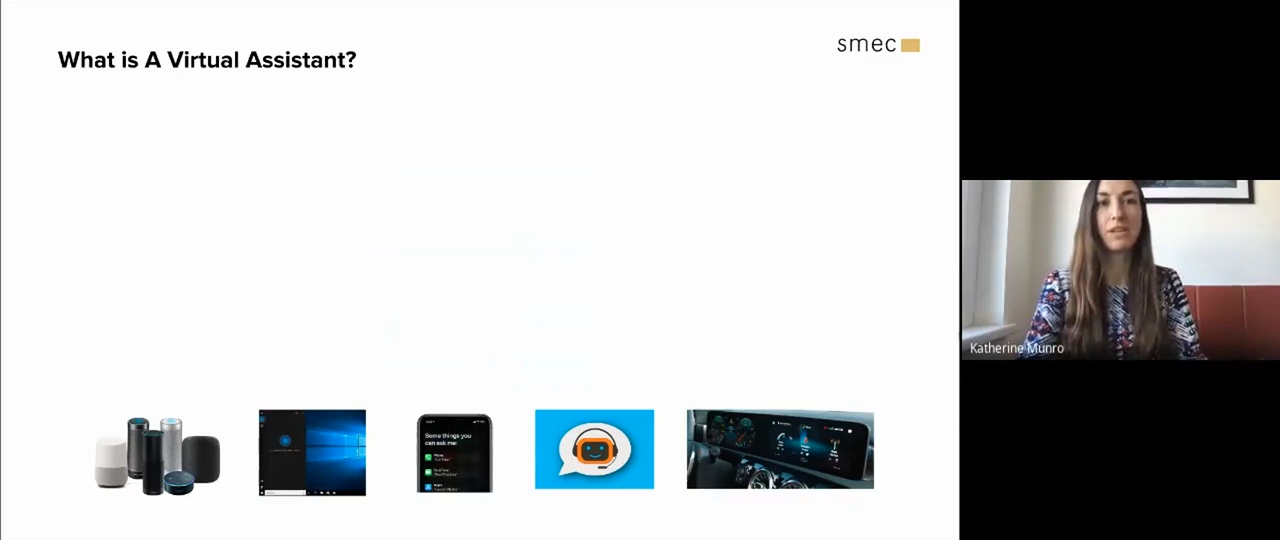 What is A Virtual Assistant?
smec
Some things you
can ask me:
Katherine Munro